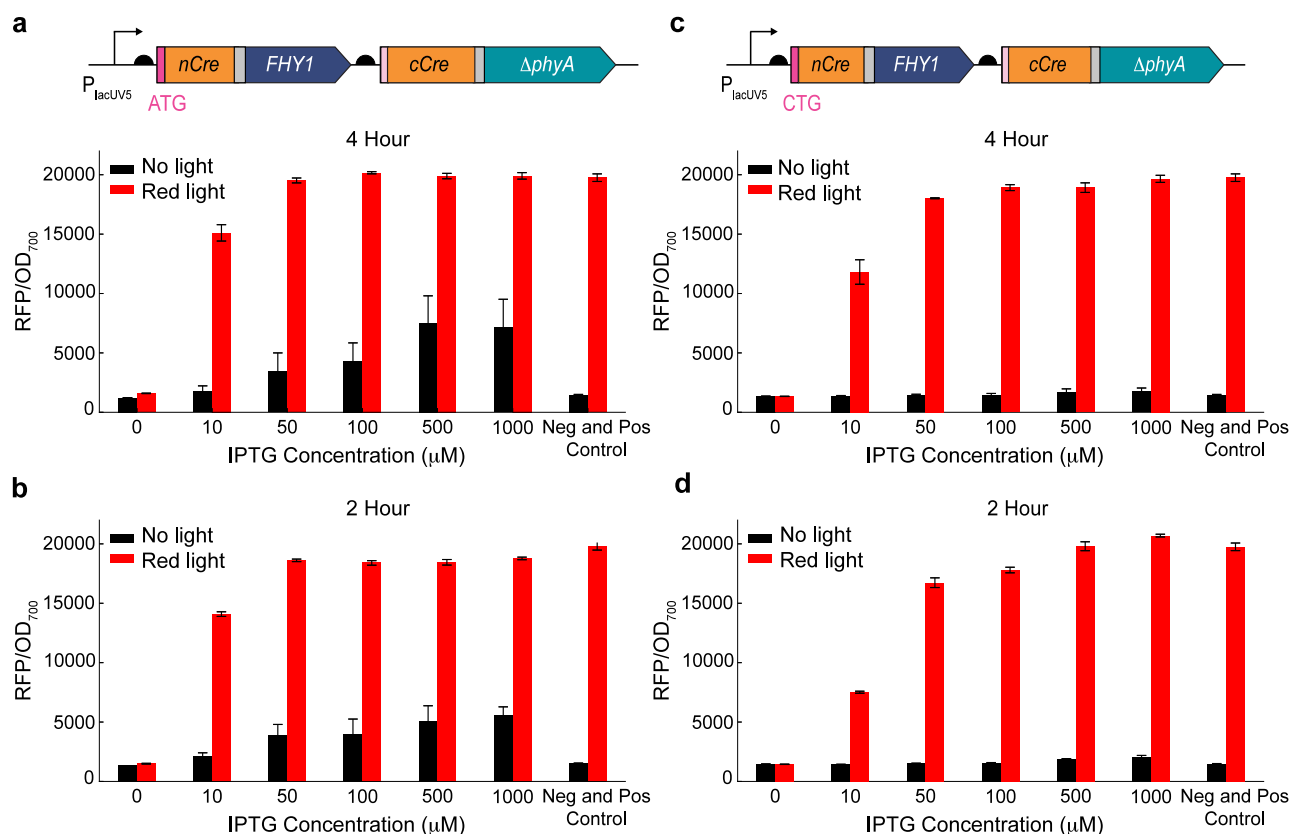 a
nCre
FHY1
cCre
ΔphyA
PlacUV5
ATG
4 Hour
No light
Red light
20000
15000
10000
5000
0
RFP/OD700
0 10 50 100 500 1000 Neg and Pos
Control
IPTG Concentration (μM)
b
2 Hour
No light
Red light
20000
15000
10000
5000
0
RFP/OD700
0 10 50 100 500 1000 Neg and Pos
Control
IPTG Concentration (μM)
c
nCre
FHY1
cCre
ΔphyA
PlacUV5
CTG
4 Hour
No light
Red light
20000
15000
10000
5000
0
RFP/OD700
0 10 50 100 500 1000 Neg and Pos
Control
IPTG Concentration (μM)
d
2 Hour
No light
Red light
20000
15000
10000
5000
0
RFP/OD700
0 10 50 100 500 1000 Neg and Pos
Control
IPTG Concentration (μM)